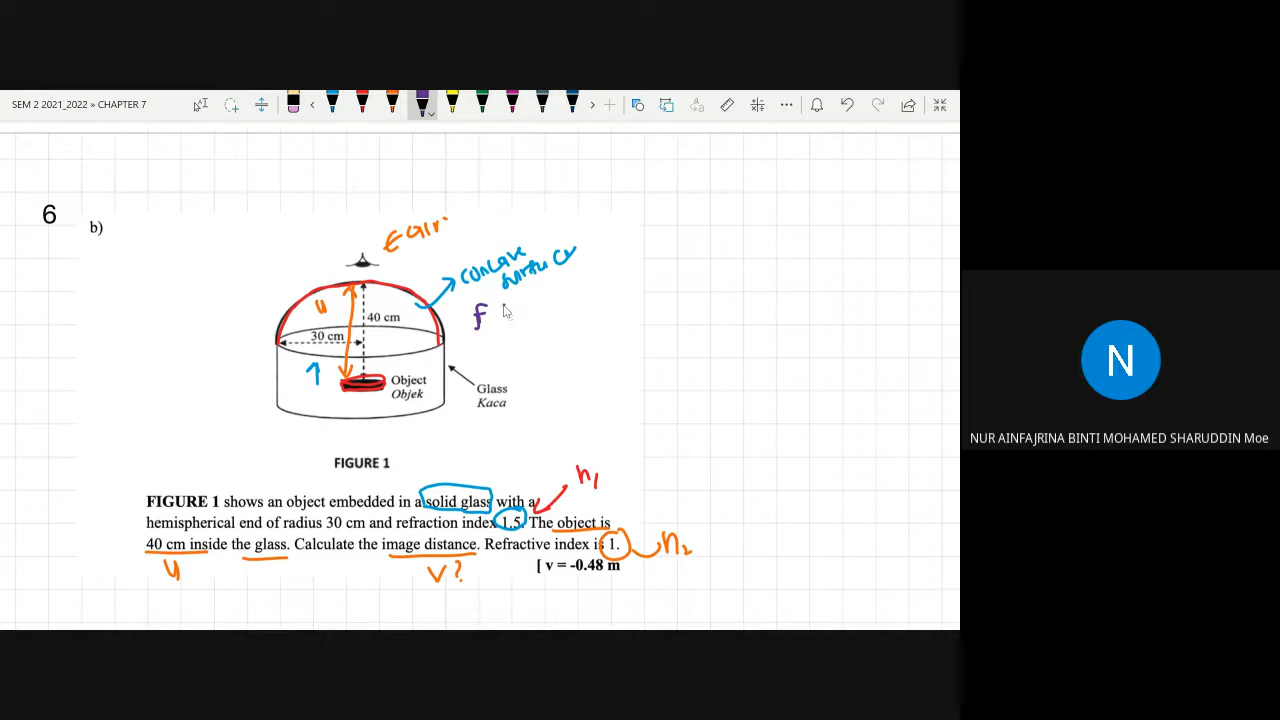 SEM 2 2021_2022 » CHAPTER 7
6
b)
← air
concave
surface
u
40 cm
f
30 cm
Object
Objek
Glass
Kaca
N
NUR AINFAJRINA BINTI MOHAMED SHARUDDIN Moe
FIGURE 1
n1
FIGURE 1 shows an object embedded in a solid glass with a
hemispherical end of radius 30 cm and refraction index 1.5. The object is
40 cm inside the glass. Calculate the image distance. Refractive index is 1.
n2
u
v?
[ v = -0.48 m